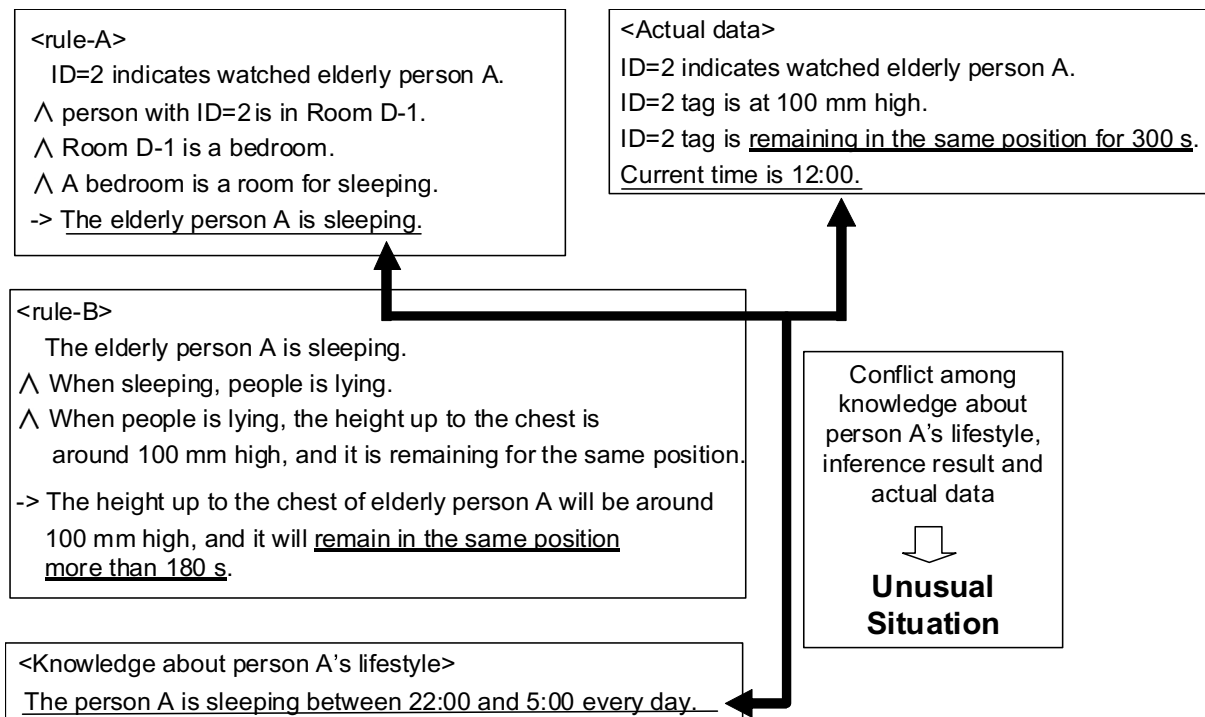 <rule-A>
ID=2 indicates watched elderly person A.
∧ person with ID=2 is in Room D-1.
∧ Room D-1 is a bedroom.
∧ A bedroom is a room for sleeping.
-> The elderly person A is sleeping.
<Actual data>
ID=2 indicates watched elderly person A.
ID=2 tag is at 100 mm high.
ID=2 tag is remaining in the same position for 300 s.
Current time is 12:00.
<rule-B>
The elderly person A is sleeping.
∧ When sleeping, people is lying.
∧ When people is lying, the height up to the chest is
around 100 mm high, and it is remaining for the same position.
-> The height up to the chest of elderly person A will be around
100 mm high, and it will remain in the same position
more than 180 s.
Conflict among
knowledge about
person A's lifestyle,
inference result and
actual data
Unusual
Situation
<Knowledge about person A's lifestyle>
The person A is sleeping between 22:00 and 5:00 every day.